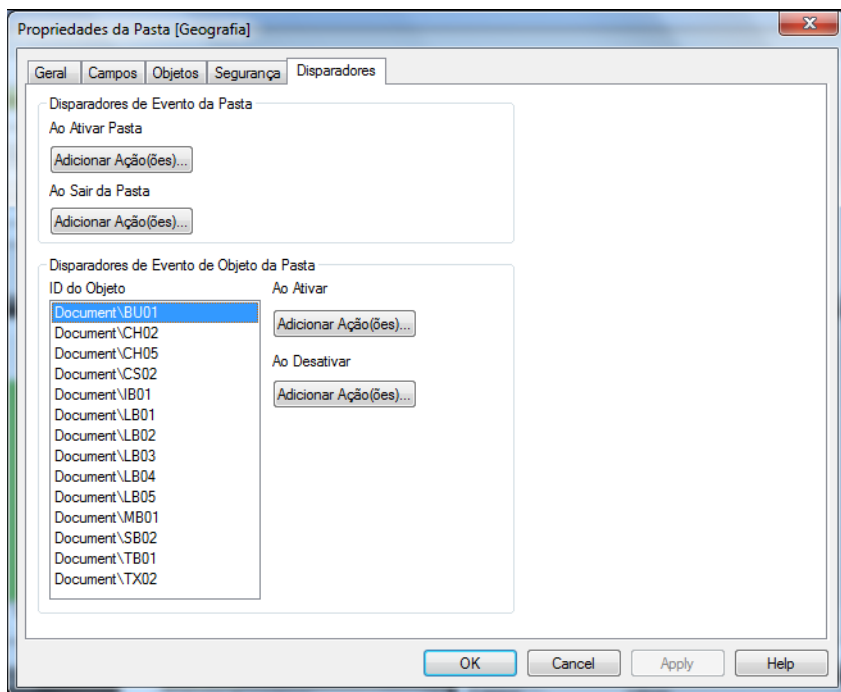 Propriedades da Pasta [Geografia]
Geral Campos Objetos Segurança Disparadores
Disparadores de Evento da Pasta
Ao Ativar Pasta
Adicionar Ação(ões)...
Ao Sair da Pasta
Adicionar Ação(ões)...
Disparadores de Evento de Objeto da Pasta
ID do Objeto
Document\BU01
Document\CH02
Document\CH05
Document\CS02
Document\IB01
Document\LB01
Document\LB02
Document\LB03
Document\LB04
Document\LB05
Document\MB01
Document\SB02
Document\TB01
Document\TX02
Ao Ativar
Adicionar Ação(ões)...
Ao Desativar
Adicionar Ação(ões)...
OK Cancel Apply Help